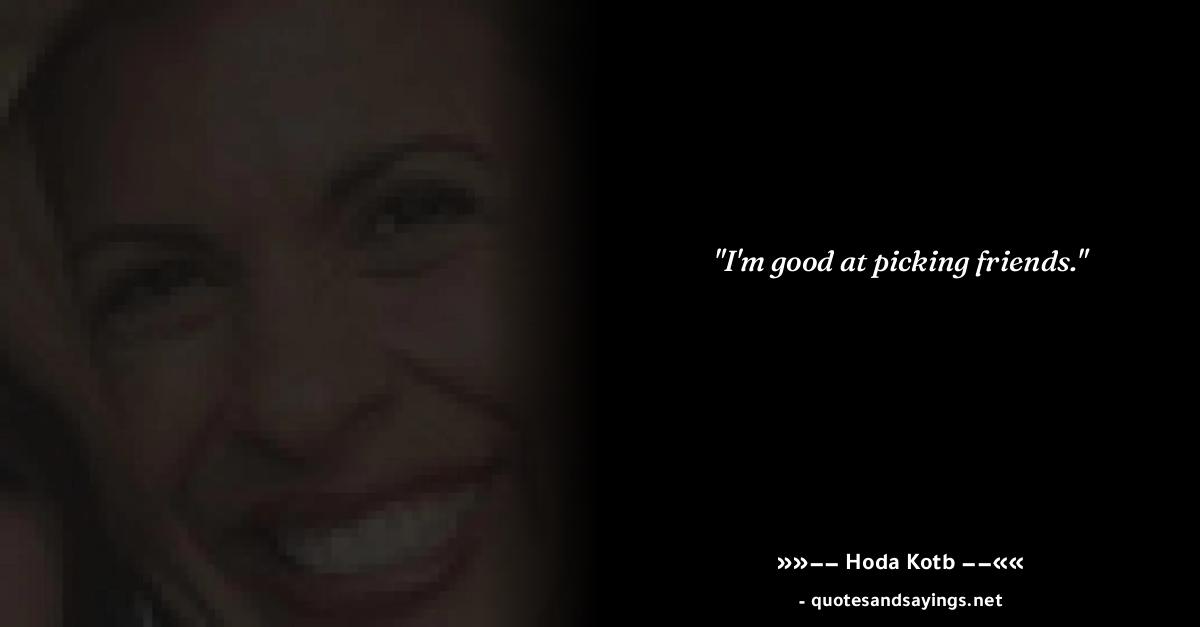 "I'm good at picking friends."
»»−− Hoda Kotb −−««
- quotesandsayings.net